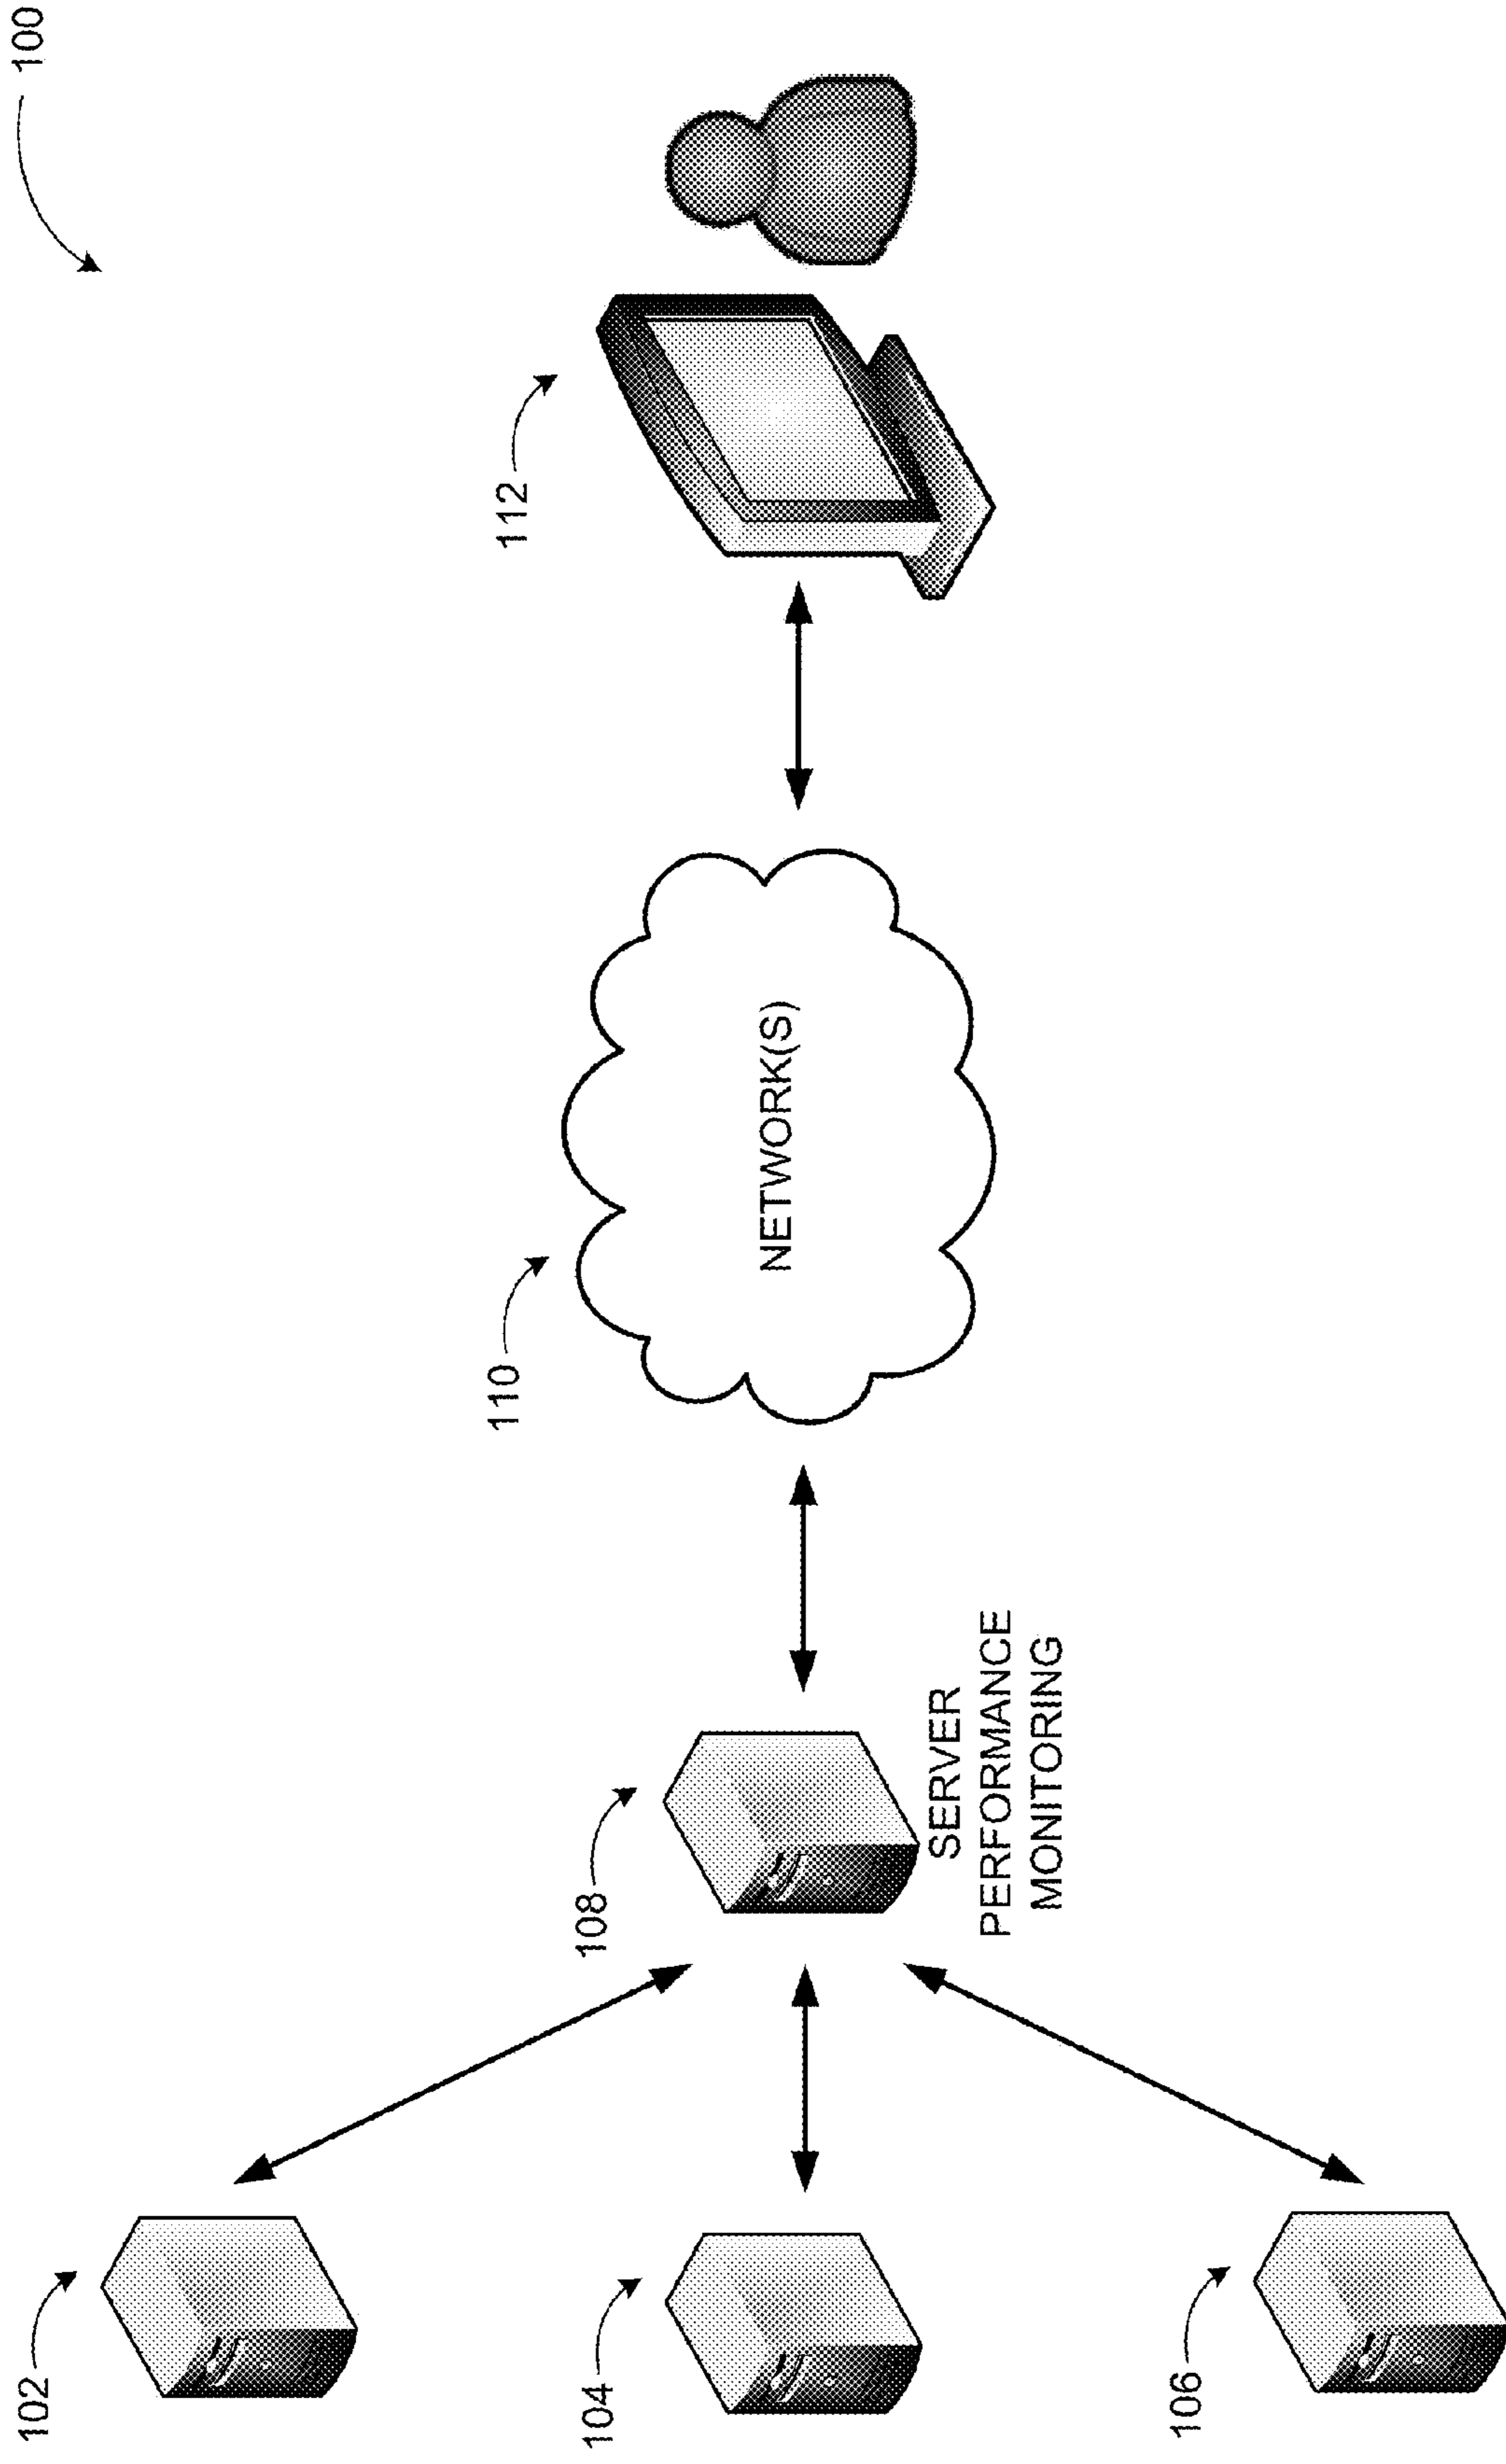 100
102
104
106
108
SERVER
PERFORMANCE
MONITORING
110
NETWORK(S)
112